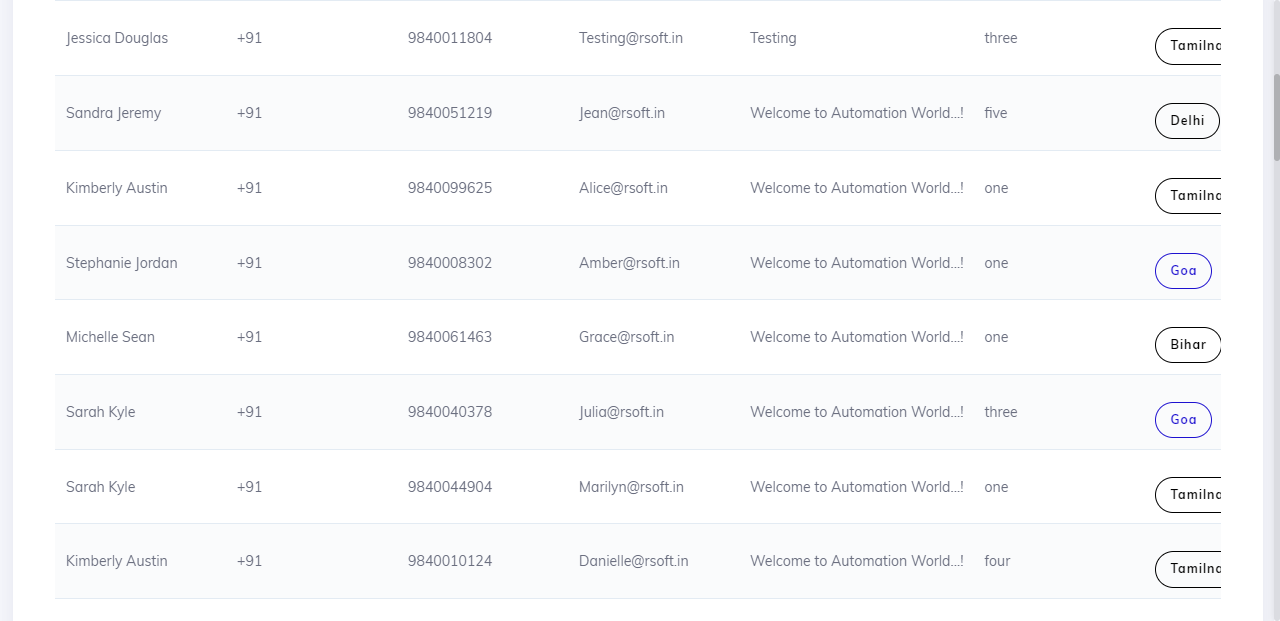 Jessica Douglas +91 9840011804 Testing@rsoft.in Testing three Tamilna
Sandra Jeremy +91 9840051219 Jean@rsoft.in Welcome to Automation World...! five Delhi
Kimberly Austin +91 9840099625 Alice@rsoft.in Welcome to Automation World...! one Tamilna
Stephanie Jordan +91 9840008302 Amber@rsoft.in Welcome to Automation World...! one Goa
Michelle Sean +91 9840061463 Grace@rsoft.in Welcome to Automation World...! one Bihar
Sarah Kyle +91 9840040378 Julia@rsoft.in Welcome to Automation World...! three Goa
Sarah Kyle +91 9840044904 Marilyn@rsoft.in Welcome to Automation World...! one Tamilna
Kimberly Austin +91 9840010124 Danielle@rsoft.in Welcome to Automation World...! four Tamilna